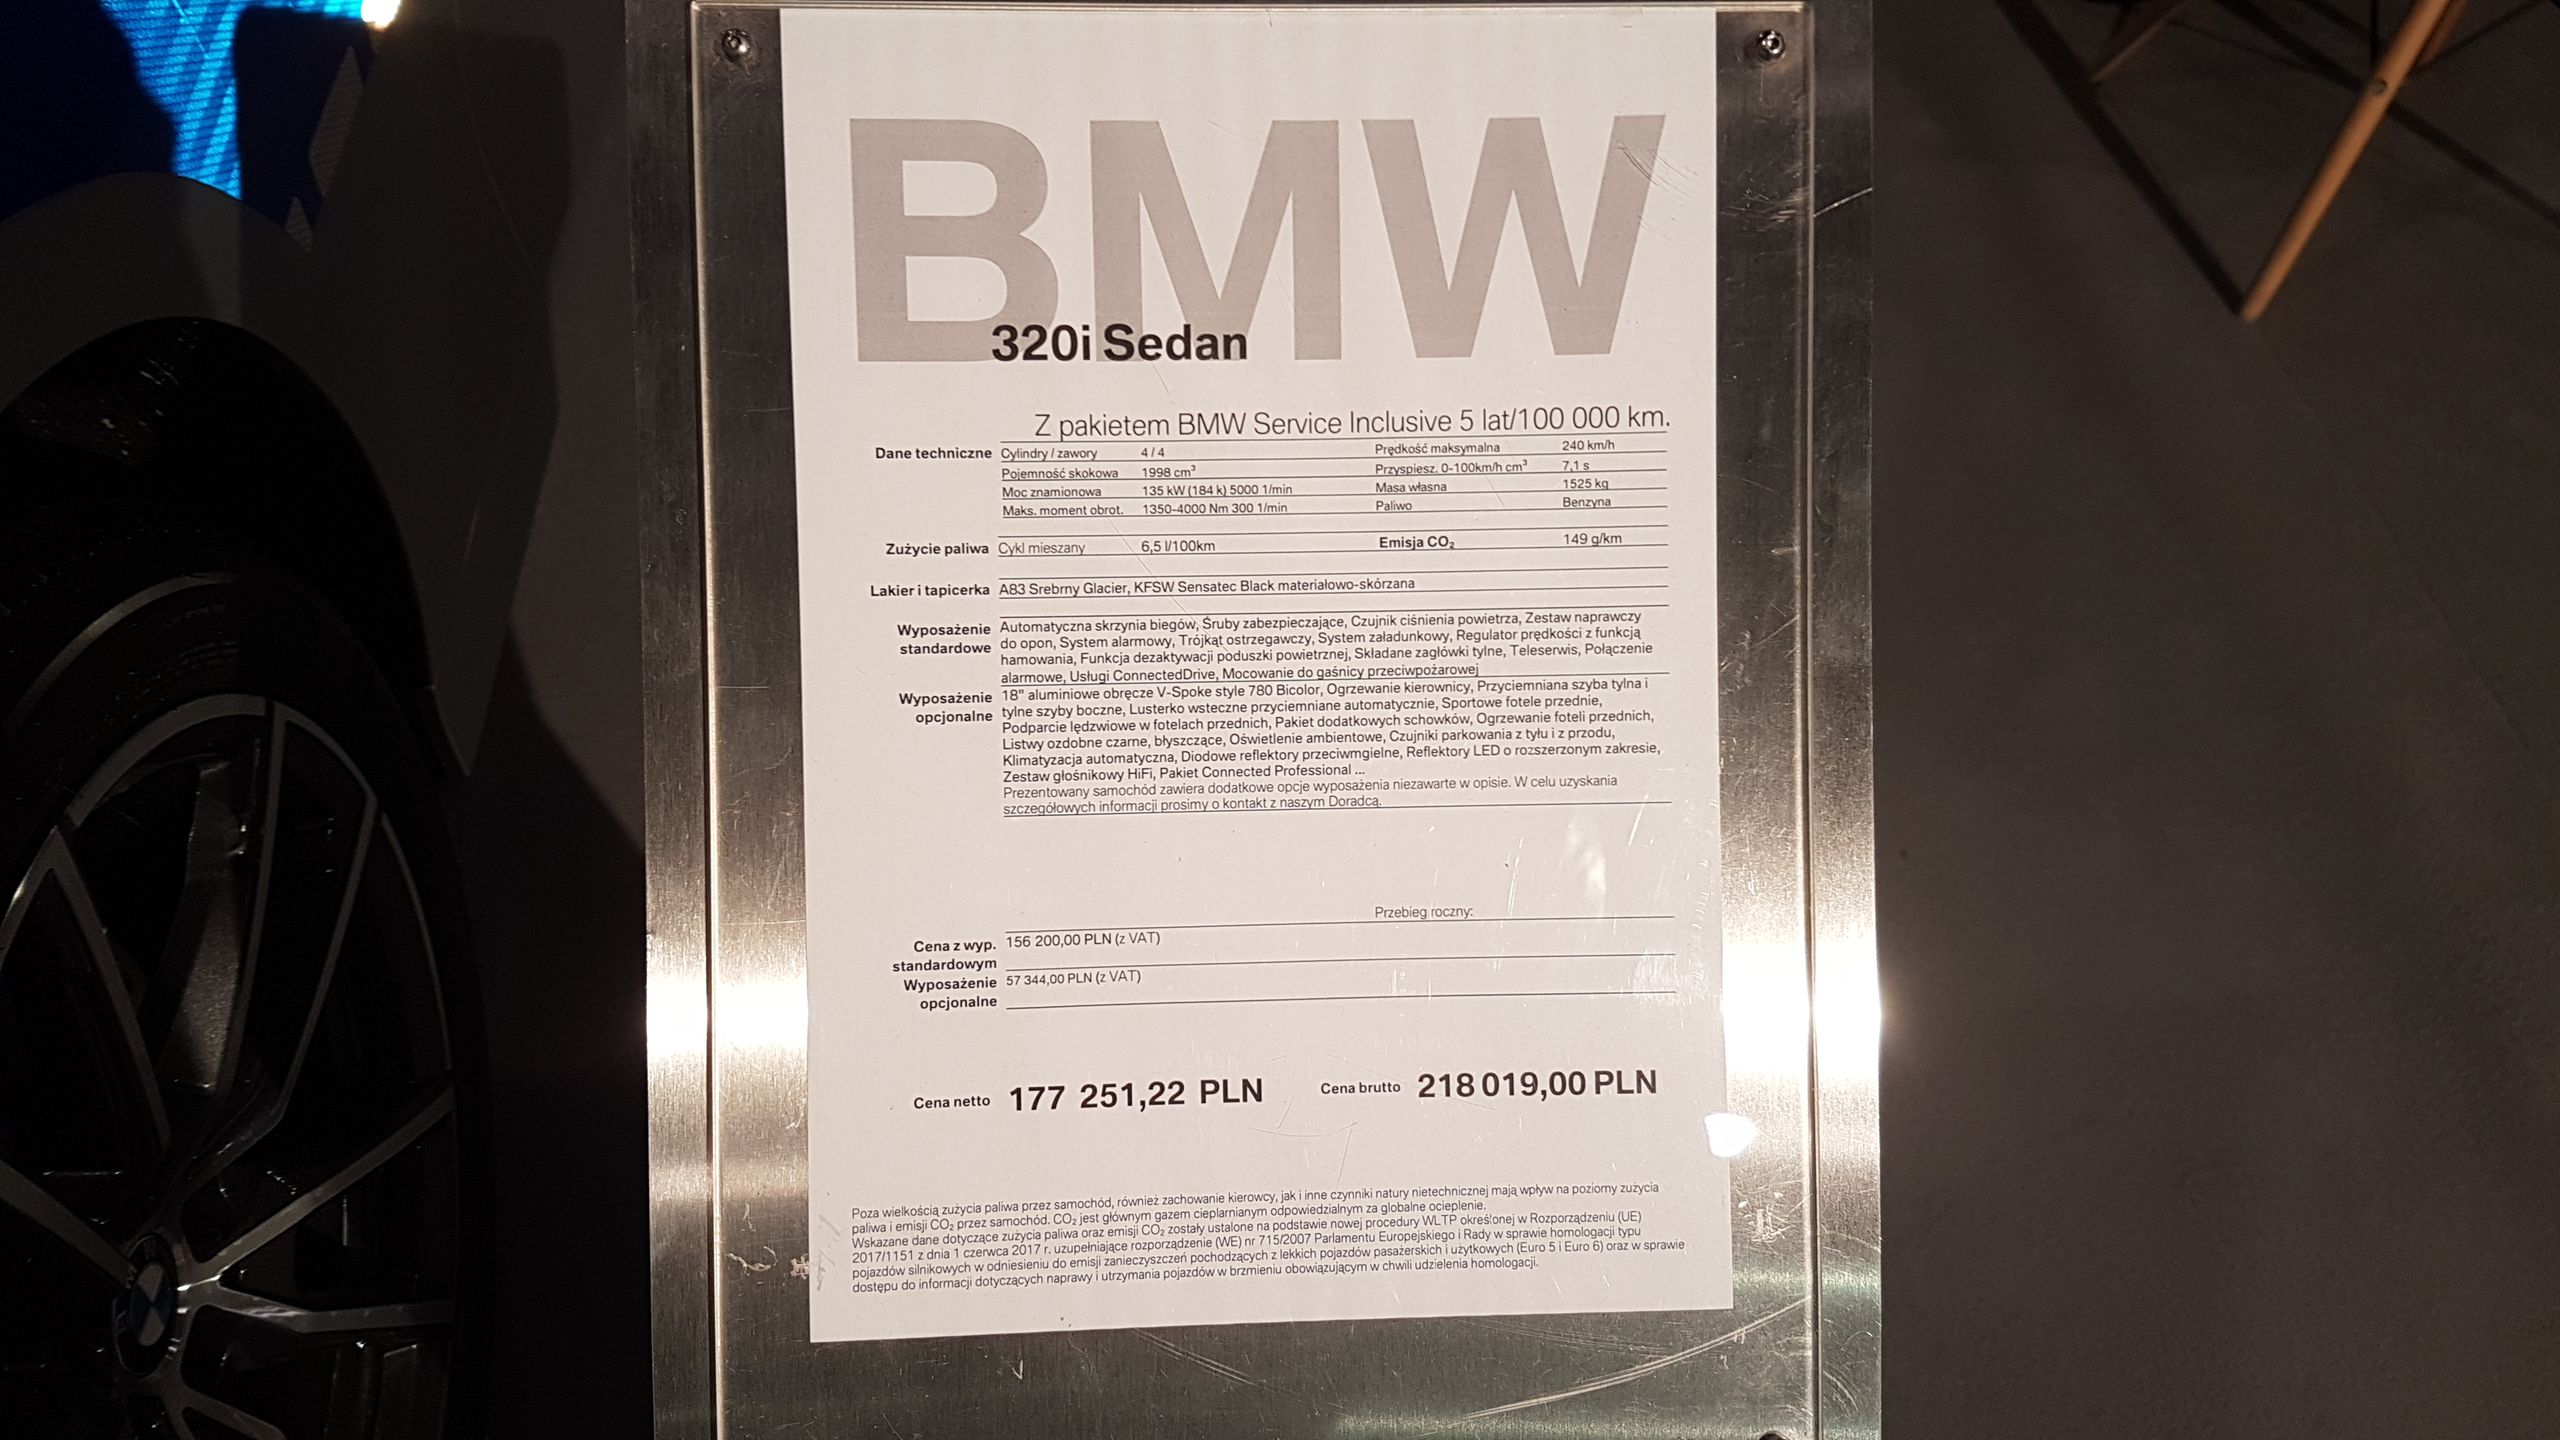 BMW
320i Sedan
Z pakietem BMW Service Inclusive 5 lat/100 000 km.
Dane techniczne Cylindry / zawory 4 / 4 Prędkość maksymalna 240 km/h
Pojemność skokowa 1998 cm³ Przyspiesz. 0-100km/h cm³ 7,1 s
Moc znamionowa 135 kW (184 k) 5000 1/min Masa własna 1525 kg
Maks. moment obrot. 1350-4000 Nm 300 1/min Paliwo Benzyna
Zużycie paliwa Cykl mieszany 6,5 l/100km Emisja CO₂ 149 g/km
Lakier i tapicerka A83 Srebrny Glacier, KFSW Sensatec Black materiałowo-skórzana
Wyposażenie standardowe Automatyczna skrzynia biegów, Śruby zabezpieczające, Czujnik ciśnienia powietrza, Zestaw naprawczy
do opon, System alarmowy, Trójkąt ostrzegawczy, System załadunkowy, Regulator prędkości z funkcją
hamowania, Funkcja dezaktywacji poduszki powietrznej, Składane zagłówki tylne, Teleserwis, Połączenie
alarmowe, Usługi ConnectedDrive, Mocowanie do gaśnicy przeciwpożarowej
Wyposażenie opcjonalne 18" aluminiowe obręcze V-Spoke style 780 Bicolor, Ogrzewanie kierownicy, Przyciemniana szyba tylna i
tylne szyby boczne, Lusterko wsteczne przyciemniane automatycznie, Sportowe fotele przednie,
Podparcie lędzwiowe w fotelach przednich, Pakiet dodatkowych schowków, Ogrzewanie foteli przednich,
Listwy ozdobne czarne, błyszczące, Oświetlenie ambientowe, Czujniki parkowania z tyłu i z przodu,
Klimatyzacja automatyczna, Diodowe reflektory przeciwmgielne, Reflektory LED o rozszerzonym zakresie,
Zestaw głośnikowy HiFi, Pakiet Connected Professional ...
Prezentowany samochód zawiera dodatkowe opcje wyposażenia niezawarte w opisie. W celu uzyskania
szczegółowych informacji prosimy o kontakt z naszym Doradcą.
Przebieg roczny:
Cena z wyp. standardowym 156 200,00 PLN (z VAT)
Wyposażenie opcjonalne 57 344,00 PLN (z VAT)
Cena netto 177 251,22 PLN Cena brutto 218 019,00 PLN
Poza wielkością zużycia paliwa przez samochód, również zachowanie kierowcy, jak i inne czynniki natury nietechnicznej mają wpływ na poziomy zużycia
paliwa i emisji CO₂ przez samochód. CO₂ jest głównym gazem cieplarnianym odpowiedzialnym za globalne ocieplenie.
Wskazane dane dotyczące zużycia paliwa oraz emisji CO₂ zostały ustalone na podstawie nowej procedury WLTP określonej w Rozporządzeniu (UE)
2017/1151 z dnia 1 czerwca 2017 r. uzupełniające rozporządzenie (WE) nr 715/2007 Parlamentu Europejskiego i Rady w sprawie homologacji typu
pojazdów silnikowych w odniesieniu do emisji zanieczyszczeń pochodzących z lekkich pojazdów pasażerskich i użytkowych (Euro 5 i Euro 6) oraz w sprawie
dostępu do informacji dotyczących naprawy i utrzymania pojazdów w brzmieniu obowiązującym w chwili udzielenia homologacji.